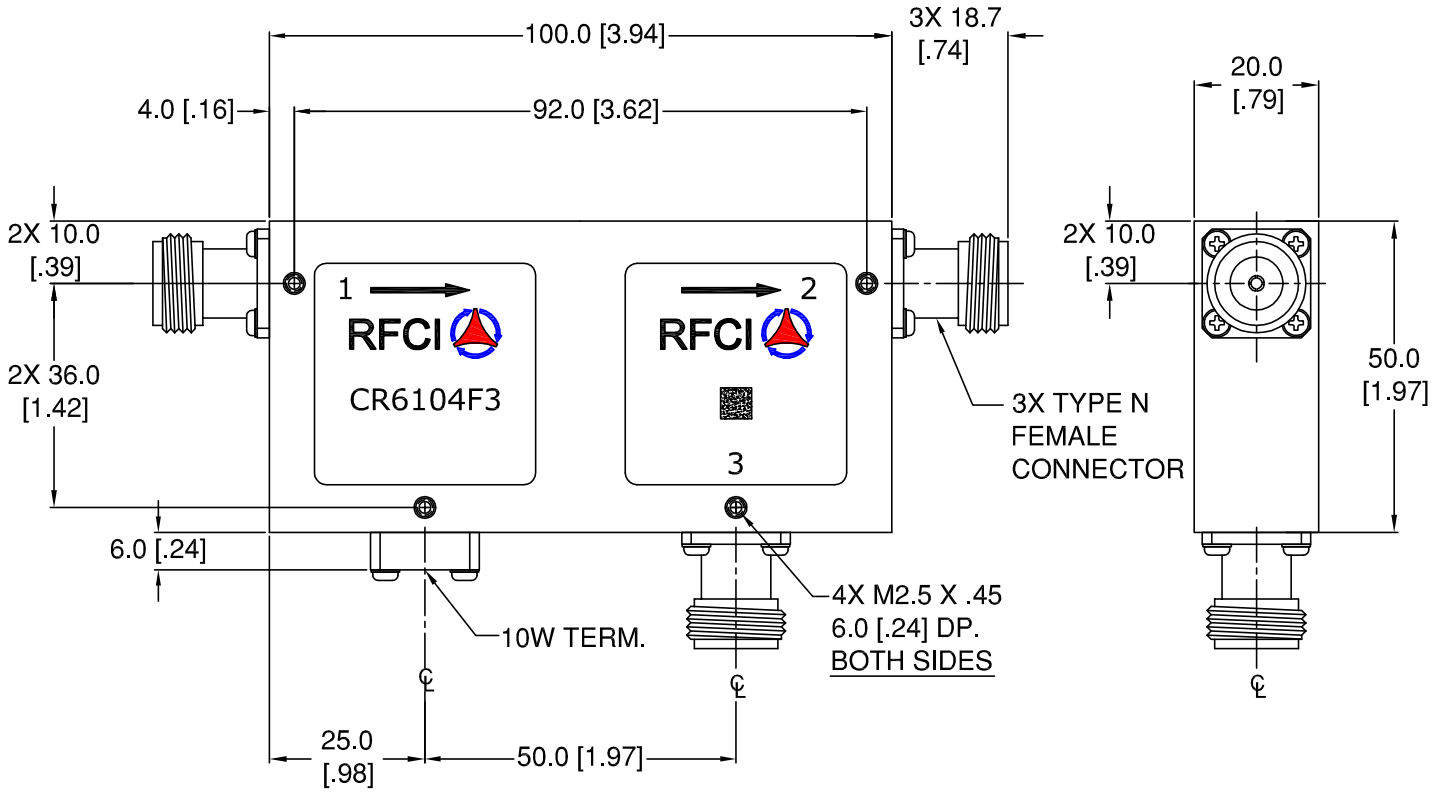 100.0 [3.94]
3X 18.7
[.74]
20.0
[.79]
4.0 [.16]
92.0 [3.62]
2X 10.0
[.39]
2X 10.0
[.39]
1
2
RFCI
RFCI
2X 36.0
[1.42]
CR6104F3
50.0
[1.97]
3X TYPE N
FEMALE
CONNECTOR
3
6.0 [.24]
10W TERM.
4X M2.5 X .45
6.0 [.24] DP.
BOTH SIDES
℄
℄
℄
25.0
[.98]
50.0 [1.97]